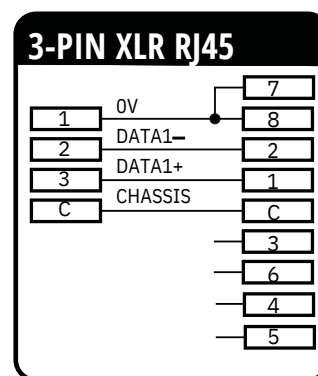 3-PIN XLR RJ45
7
1 0V 8
2 DATA1− 2
3 DATA1+ 1
C CHASSIS C
3
6
4
5